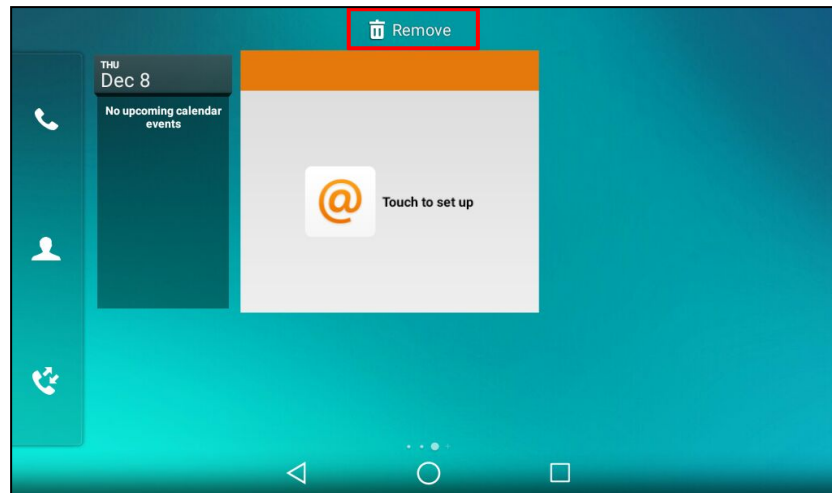 Remove
THU
Dec 8
No upcoming calendar
events
@
Touch to set up